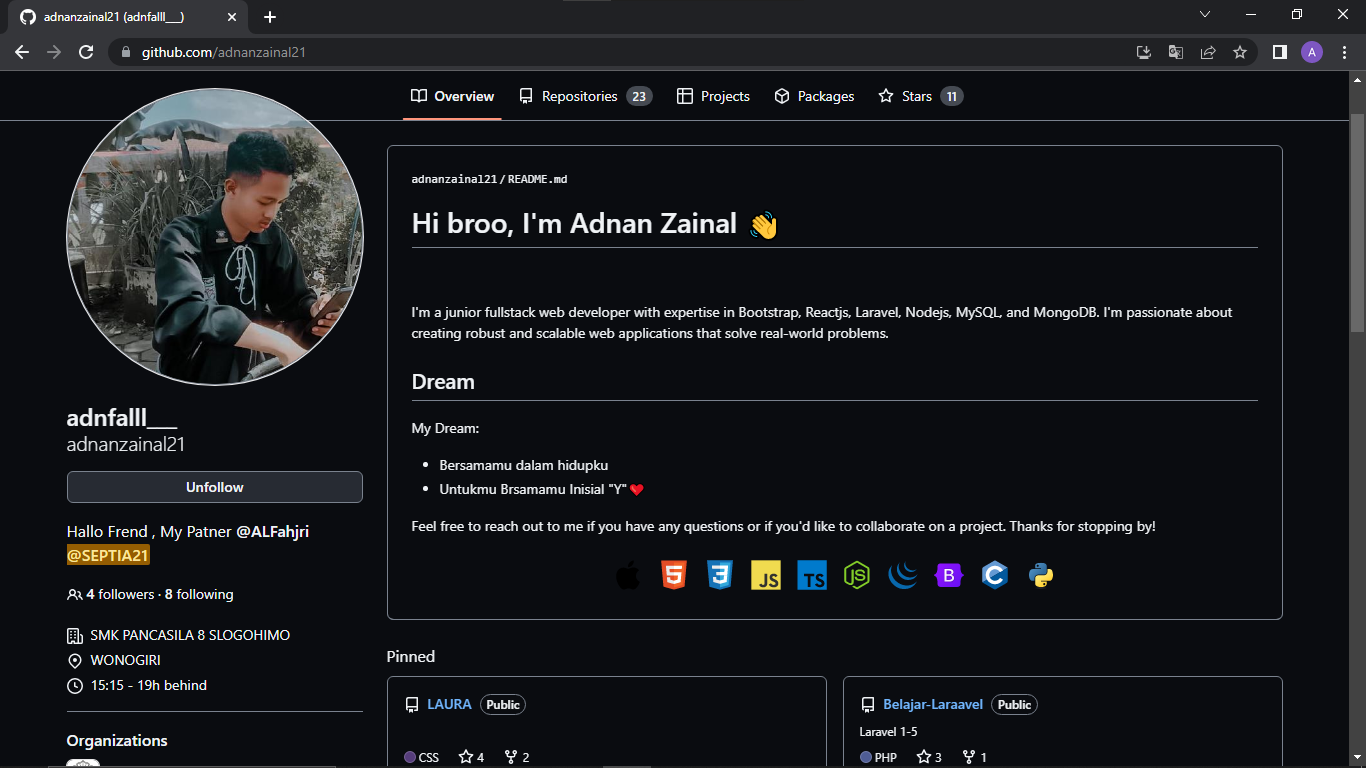 adnanzainal21 (adnfalll___)
github.com/adnanzainal21
A
Overview
Repositories 23
Projects
Packages
Stars 11
adnfalll___
adnanzainal21
Unfollow
Hallo Frend , My Patner @ALFahjri
@SEPTIA21
4 followers · 8 following
SMK PANCASILA 8 SLOGOHIMO
WONOGIRI
15:15 - 19h behind
Organizations
adnanzainal21 / README.md
Hi broo, I'm Adnan Zainal 👋
I'm a junior fullstack web developer with expertise in Bootstrap, Reactjs, Laravel, Nodejs, MySQL, and MongoDB. I'm passionate about
creating robust and scalable web applications that solve real-world problems.
Dream
My Dream:
• Bersamamu dalam hidupku
• Untukmu Brsamamu Inisial "Y"❤️
Feel free to reach out to me if you have any questions or if you'd like to collaborate on a project. Thanks for stopping by!
5 3 JS TS JS B C
Pinned
LAURA Public
CSS 4 2
Belajar-Laraavel Public
Laravel 1-5
PHP 3 1